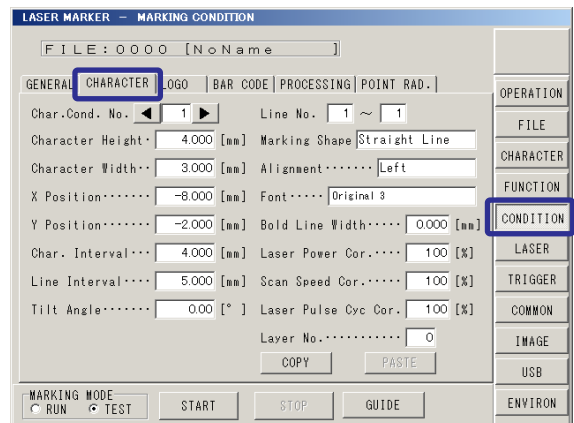 LASER MARKER – MARKING CONDITION
FILE:0000 [NoName ]
GENERAL CHARACTER LOGO BAR CODE PROCESSING POINT RAD.
Char.Cond. No. ◀ 1 ▶ Line No. 1 ~ 1
Character Height· 4.000 [mm] Marking Shape Straight Line
Character Width·· 3.000 [mm] Alignment······· Left
X Position······· -8.000 [mm] Font····· Original 3
Y Position······· -2.000 [mm] Bold Line Width····· 0.000 [mm]
Char. Interval··· 4.000 [mm] Laser Power Cor.···· 100 [%]
Line Interval···· 5.000 [mm] Scan Speed Cor.····· 100 [%]
Tilt Angle······· 0.00 [° ] Laser Pulse Cyc Cor. 100 [%]
Layer No.·········· 0
COPY PASTE
MARKING MODE
RUN TEST START STOP GUIDE
OPERATION
FILE
CHARACTER
FUNCTION
CONDITION
LASER
TRIGGER
COMMON
IMAGE
USB
ENVIRON